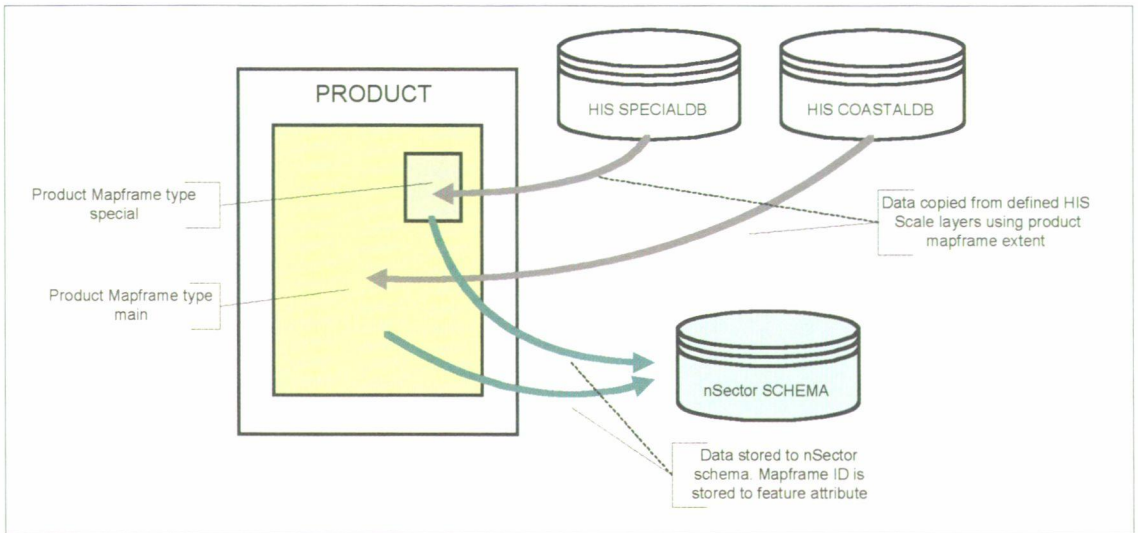 PRODUCT
HIS SPECIALDB
HIS COASTALDB
Product Mapframe type
special
Data copied from defined HIS
Scale layers using product
mapframe extent
Product Mapframe type
main
nSector SCHEMA
Data stored to nSector
schema. Mapframe ID is
stored to feature attribute